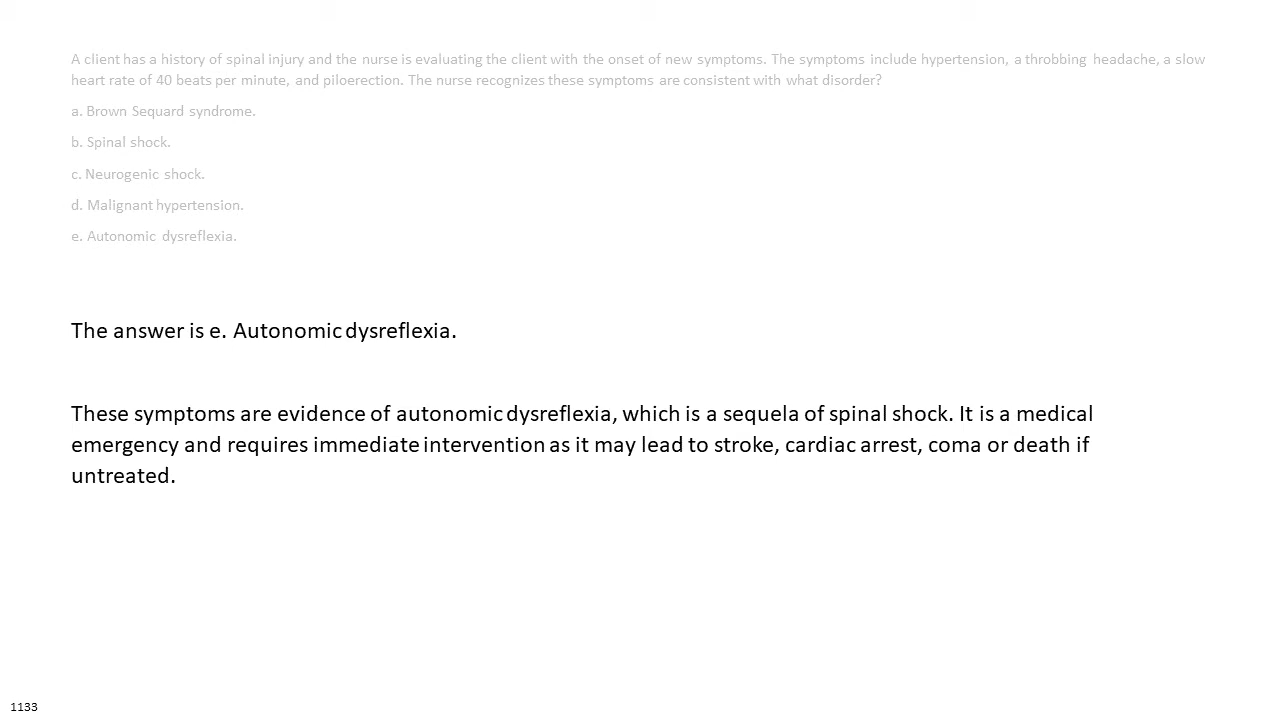 A client has a history of spinal injury and the nurse is evaluating the client with the onset of new symptoms. The symptoms include hypertension, a throbbing headache, a slow
heart rate of 40 beats per minute, and piloerection. The nurse recognizes these symptoms are consistent with what disorder?
a. Brown Sequard syndrome.
b. Spinal shock.
c. Neurogenic shock.
d. Malignant hypertension.
e. Autonomic dysreflexia.
The answer is e. Autonomic dysreflexia.
These symptoms are evidence of autonomic dysreflexia, which is a sequela of spinal shock. It is a medical
emergency and requires immediate intervention as it may lead to stroke, cardiac arrest, coma or death if
untreated.
1133